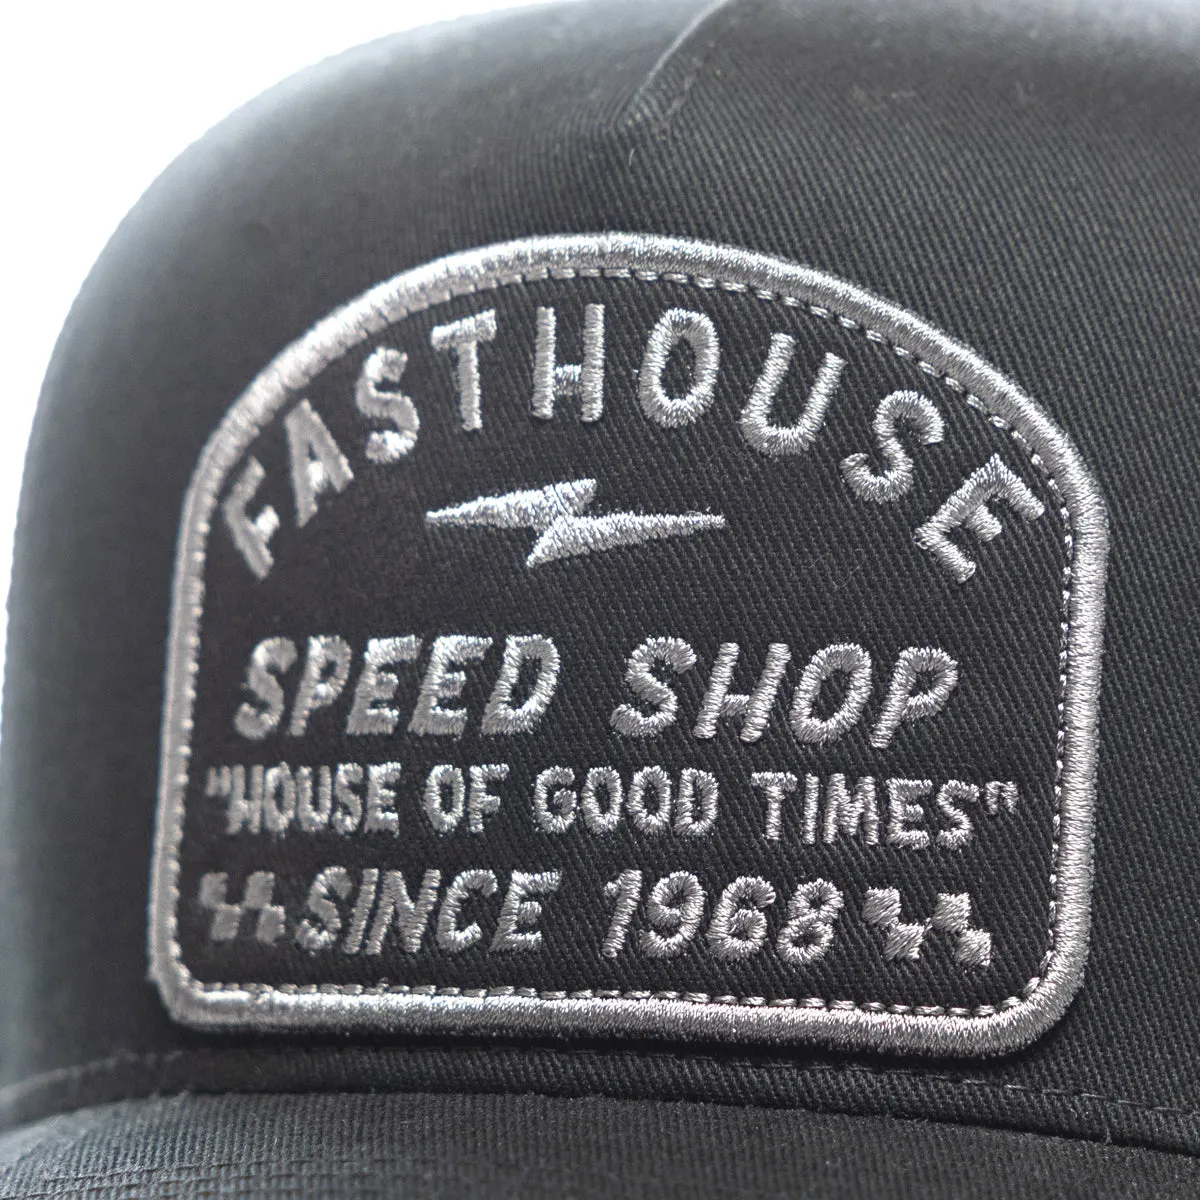 FASTHOUSE
SPEED SHOP
"HOUSE OF GOOD TIMES"
SINCE 1968